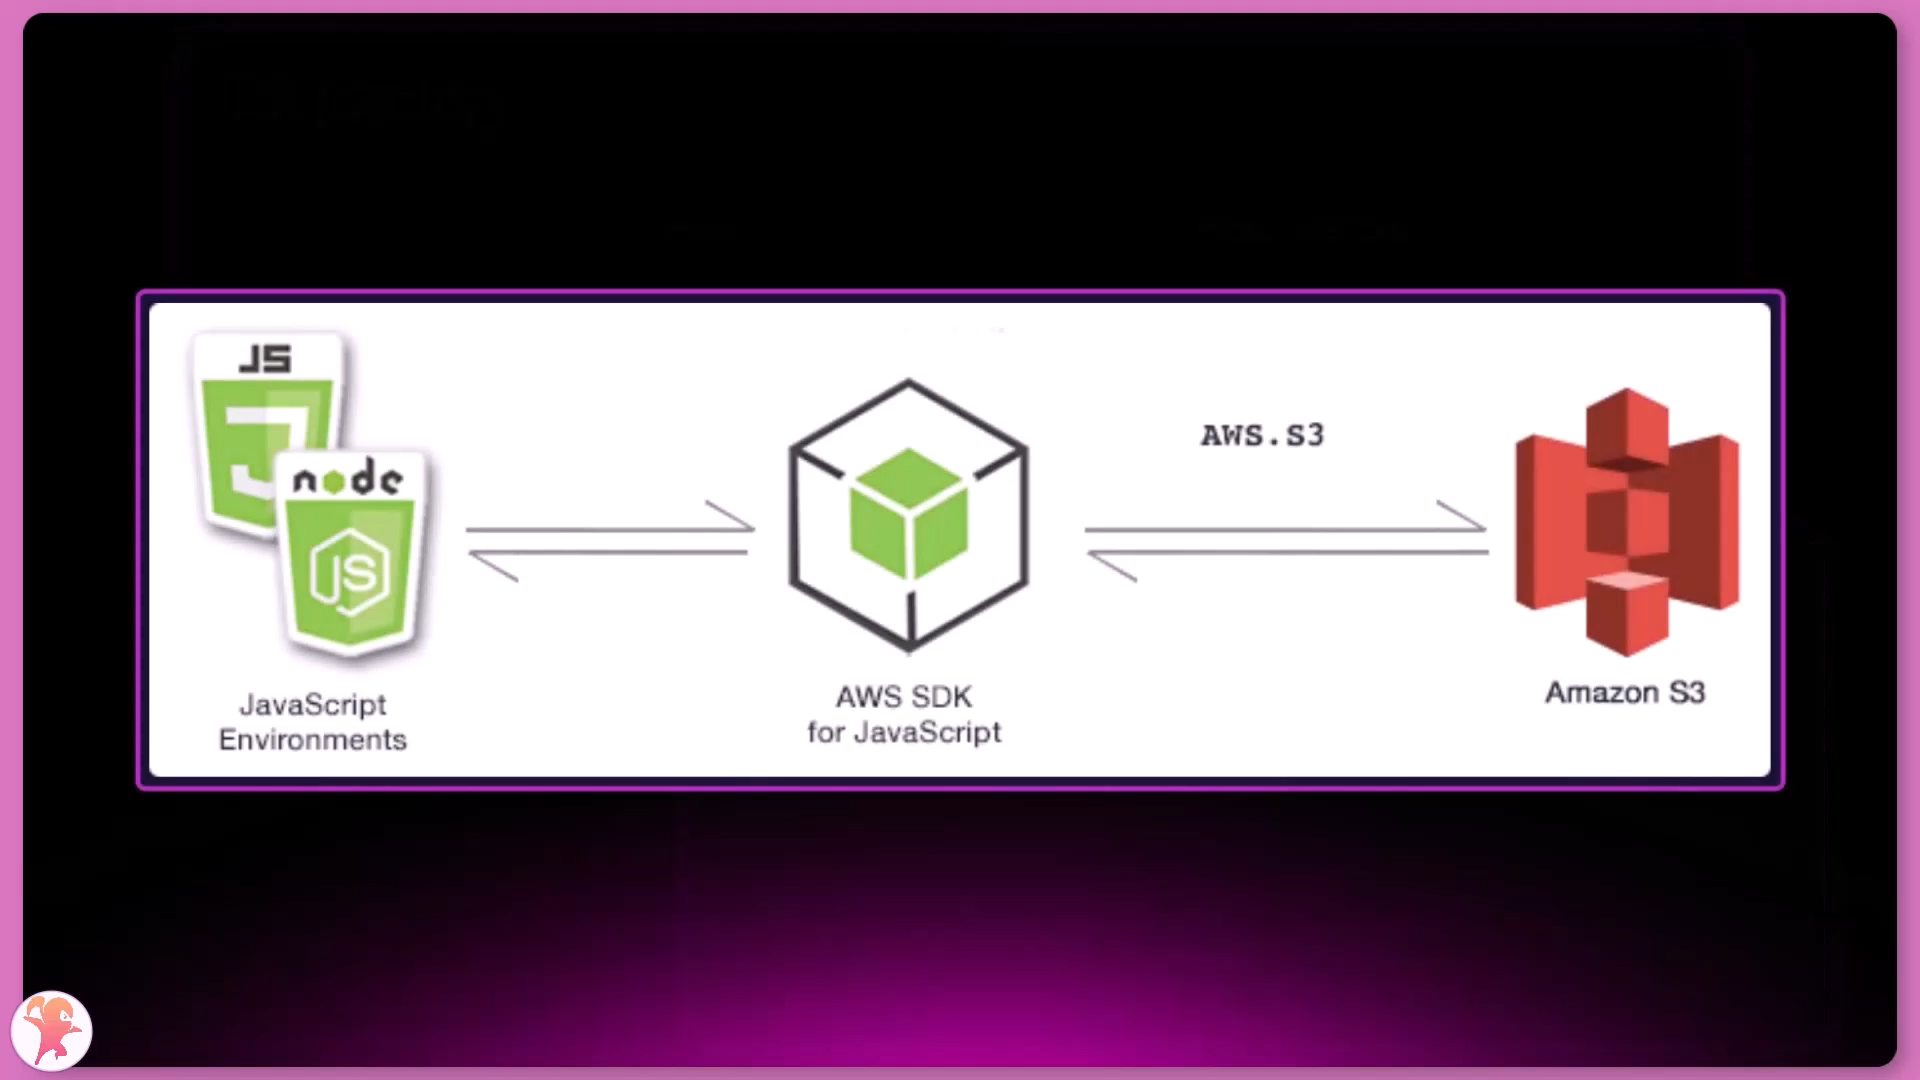 JS
node
JS
JavaScript
Environments
AWS SDK
for JavaScript
AWS.S3
Amazon S3